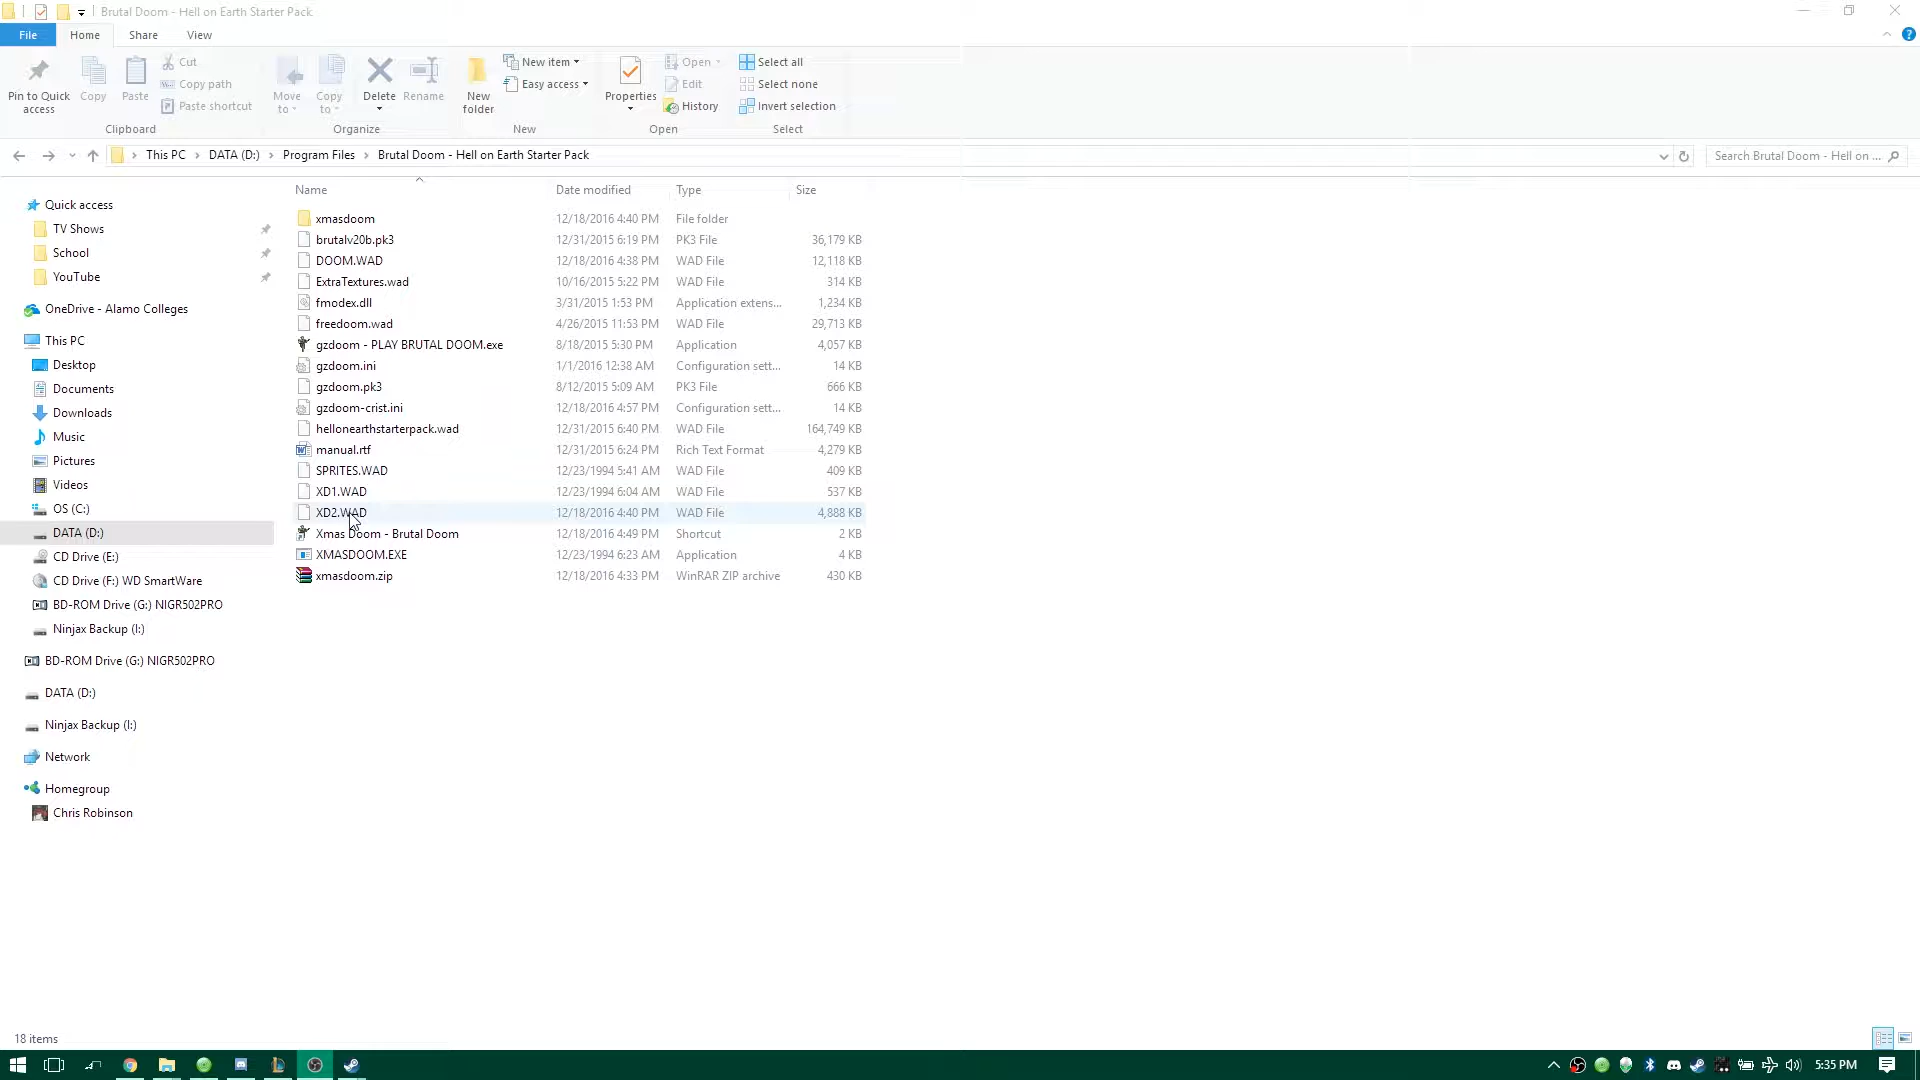 Brutal Doom - Hell on Earth Starter Pack
File Home Share View
Pin to Quick access
Copy
Paste
Cut
Copy path
Paste shortcut
Clipboard
Move to
Copy to
Delete
Rename
Organize
New folder
New item
Easy access
New
Properties
Open
Edit
History
Open
Select all
Select none
Invert selection
Select
This PC DATA (D:) Program Files Brutal Doom - Hell on Earth Starter Pack
Search Brutal Doom - Hell on ...
Quick access
TV Shows
School
YouTube
OneDrive - Alamo Colleges
This PC
Desktop
Documents
Downloads
Music
Pictures
Videos
OS (C:)
DATA (D:)
CD Drive (E:)
CD Drive (F:) WD SmartWare
BD-ROM Drive (G:) NIGR502PRO
Ninjax Backup (I:)
BD-ROM Drive (G:) NIGR502PRO
DATA (D:)
Ninjax Backup (I:)
Network
Homegroup
Chris Robinson
Name Date modified Type Size
xmasdoom 12/18/2016 4:40 PM File folder
brutalv20b.pk3 12/31/2015 6:19 PM PK3 File 36,179 KB
DOOM.WAD 12/18/2016 4:38 PM WAD File 12,118 KB
ExtraTextures.wad 10/16/2015 5:22 PM WAD File 314 KB
fmodex.dll 3/31/2015 1:53 PM Application extens... 1,234 KB
freedoom.wad 4/26/2015 11:53 PM WAD File 29,713 KB
gzdoom - PLAY BRUTAL DOOM.exe 8/18/2015 5:30 PM Application 4,057 KB
gzdoom.ini 1/1/2016 12:38 AM Configuration sett... 14 KB
gzdoom.pk3 8/12/2015 5:09 AM PK3 File 666 KB
gzdoom-crist.ini 12/18/2016 4:57 PM Configuration sett... 14 KB
hellonearthstarterpack.wad 12/31/2015 6:40 PM WAD File 164,749 KB
manual.rtf 12/31/2015 6:24 PM Rich Text Format 4,279 KB
SPRITES.WAD 12/23/1994 5:41 AM WAD File 409 KB
XD1.WAD 12/23/1994 6:04 AM WAD File 537 KB
XD2.WAD 12/18/2016 4:40 PM WAD File 4,888 KB
Xmas Doom - Brutal Doom 12/18/2016 4:49 PM Shortcut 2 KB
XMASDOOM.EXE 12/23/1994 6:23 AM Application 4 KB
xmasdoom.zip 12/18/2016 4:33 PM WinRAR ZIP archive 430 KB
18 items
5:35 PM